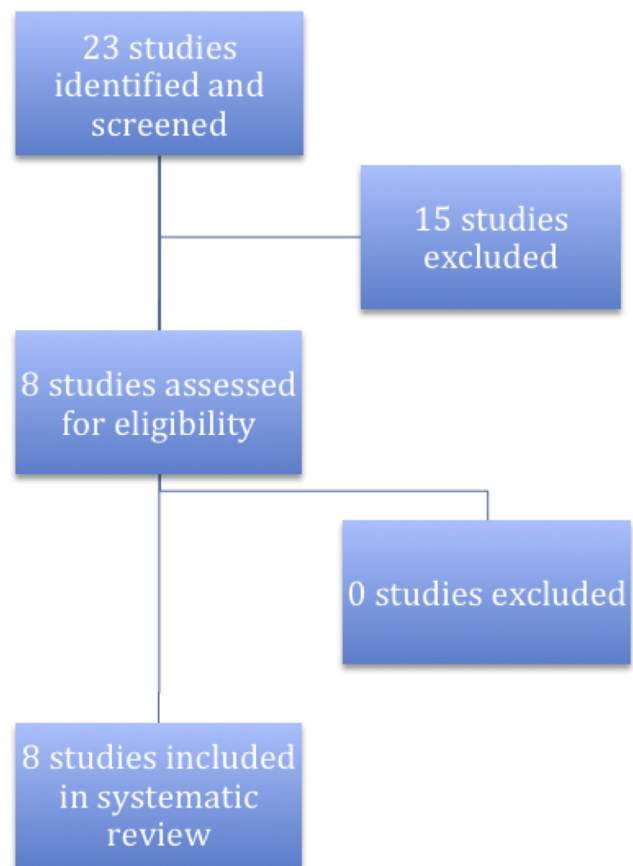 23 studies
identified and
screened
15 studies
excluded
8 studies assessed
for eligibility
0 studies excluded
8 studies included
in systematic
review